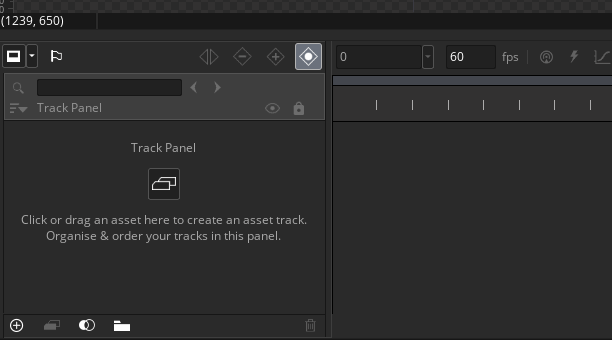 (1239, 650)
0
60 fps
Track Panel
Track Panel
Click or drag an asset here to create an asset track.
Organise & order your tracks in this panel.